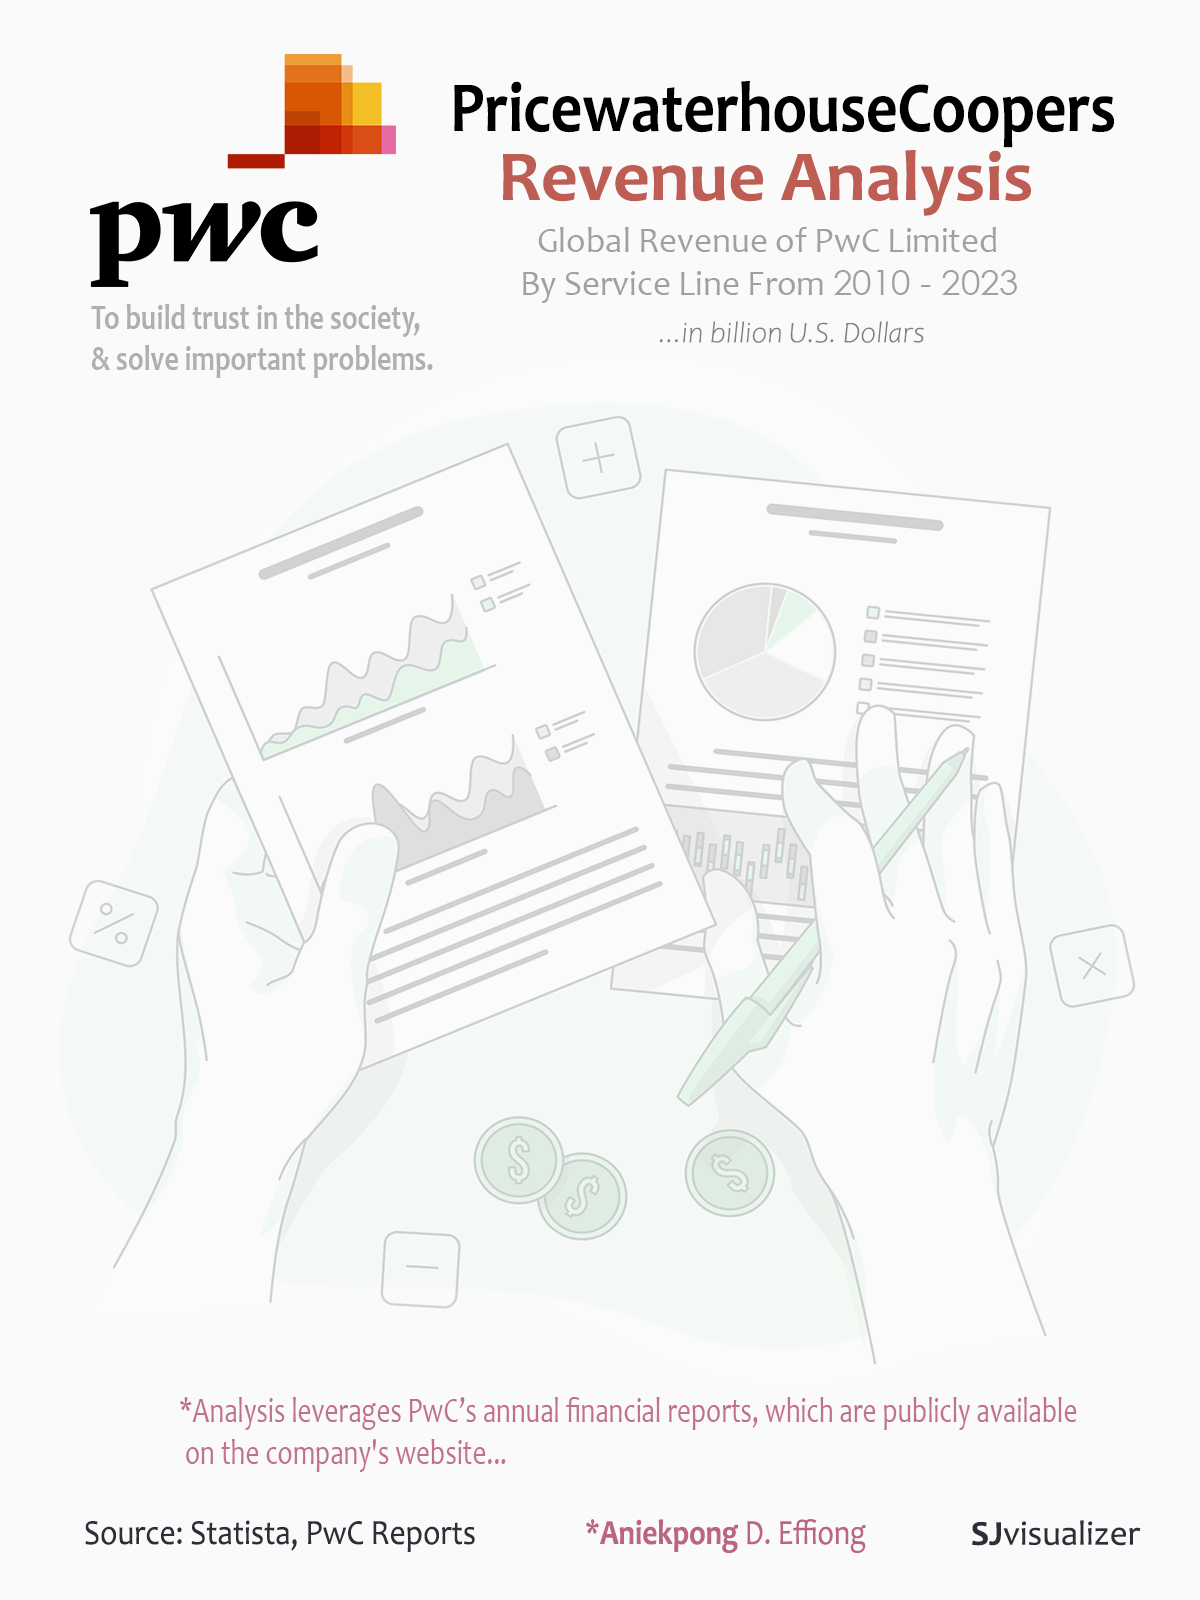 pwc
To build trust in the society,
& solve important problems.
PricewaterhouseCoopers
Revenue Analysis
Global Revenue of PwC Limited
By Service Line From 2010 - 2023
...in billion U.S. Dollars
*Analysis leverages PwC’s annual financial reports, which are publicly available
on the company's website...
Source: Statista, PwC Reports
*Aniekpong D. Effiong
SJvisualizer